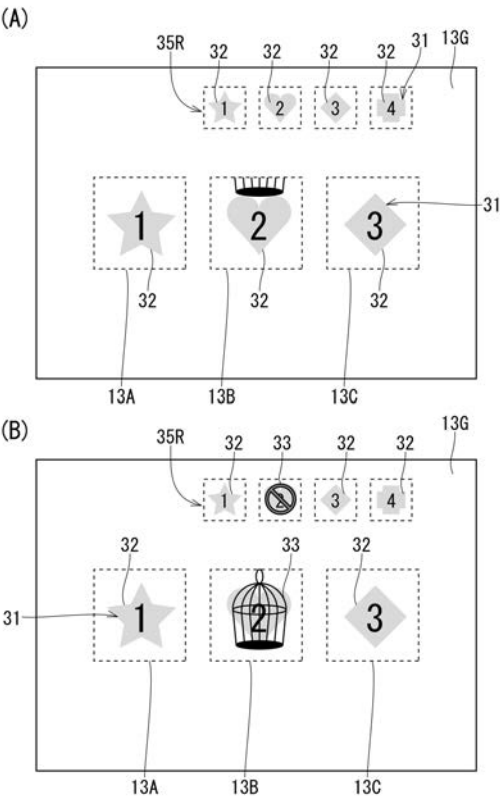 (A)
32 32 32 32 31 13G
35R
1 2 3 4
1 2 3
31
32 32 32
13A 13B 13C
(B)
35R 32 33 32 32 13G
1 2 3 4
32 33 32
31
1 2 3
13A 13B 13C